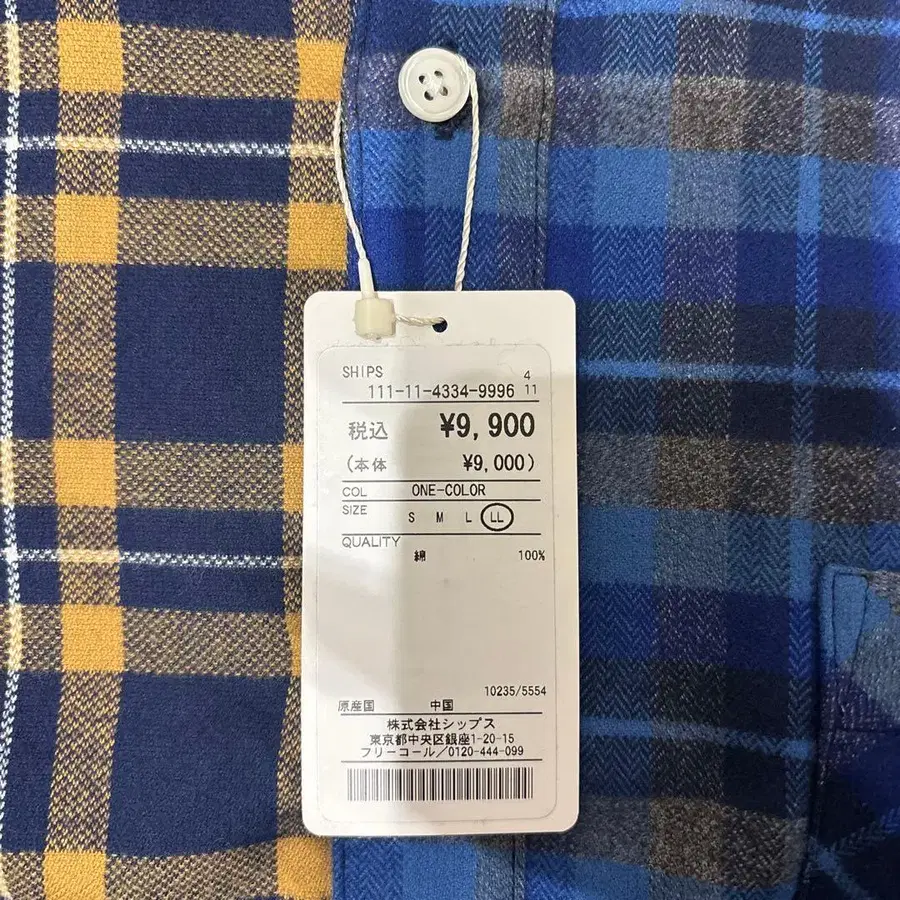 SHIPS 4
111-11-4334-9996 11
税込 ¥9,900
(本体 ¥9,000)
COL ONE-COLOR
SIZE S M L LL
QUALITY
綿 100%
10235/5554
原産国 中国
株式会社シップス
東京都中央区銀座1-20-15
フリーコール/0120-444-099